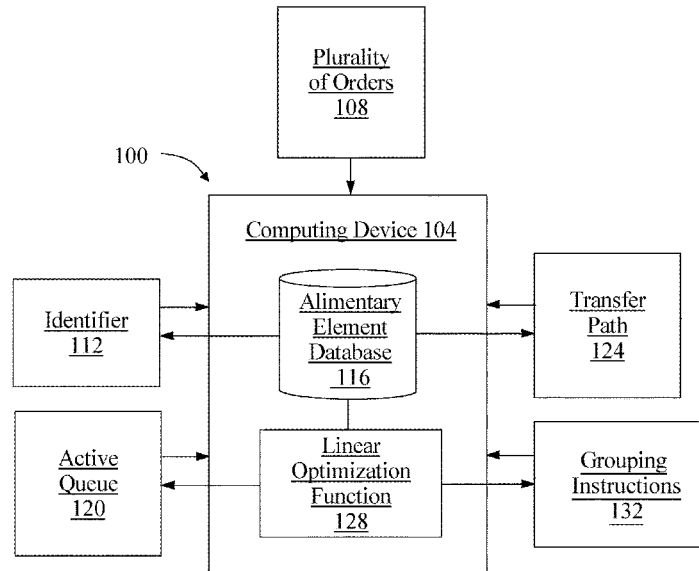 Plurality
of Orders
108
100
Computing Device 104
Identifier
112
Alimentary
Element
Database
116
Transfer
Path
124
Active
Queue
120
Linear
Optimization
Function
128
Grouping
Instructions
132